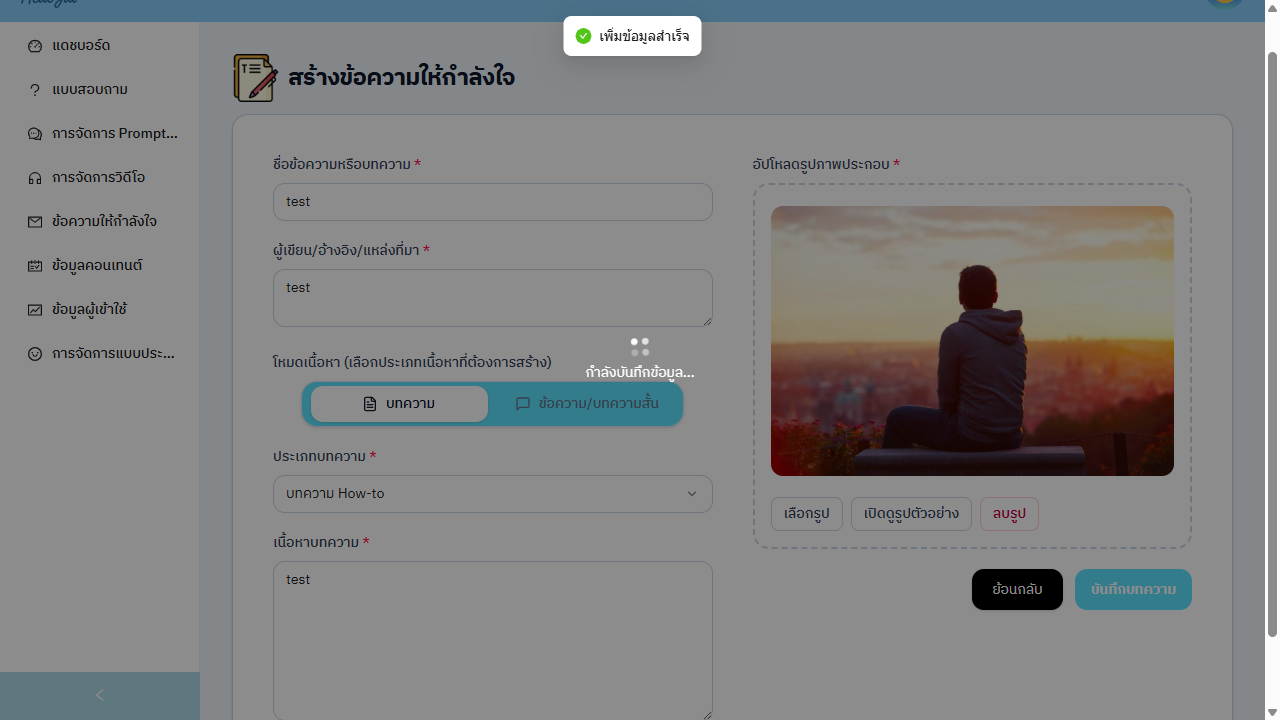 เพิ่มข้อมูลสำเร็จ
แดชบอร์ด
แบบสอบถาม
การจัดการ Prompt...
การจัดการวิดีโอ
ข้อความให้กำลังใจ
ข้อมูลคอนเทนต์
ข้อมูลผู้เข้าใช้
การจัดการแบบประ...
สร้างข้อความให้กำลังใจ
ชื่อข้อความหรือบทความ *
test
ผู้เขียน/อ้างอิง/แหล่งที่มา *
test
โหมดเนื้อหา (เลือกประเภทเนื้อหาที่ต้องการสร้าง)
บทความ
ข้อความ/บทความสั้น
ประเภทบทความ *
บทความ How-to
เนื้อหาบทความ *
test
กำลังบันทึกข้อมูล...
อัปโหลดรูปภาพประกอบ *
เลือกรูป
เปิดดูรูปตัวอย่าง
ลบรูป
ย้อนกลับ
บันทึกบทความ